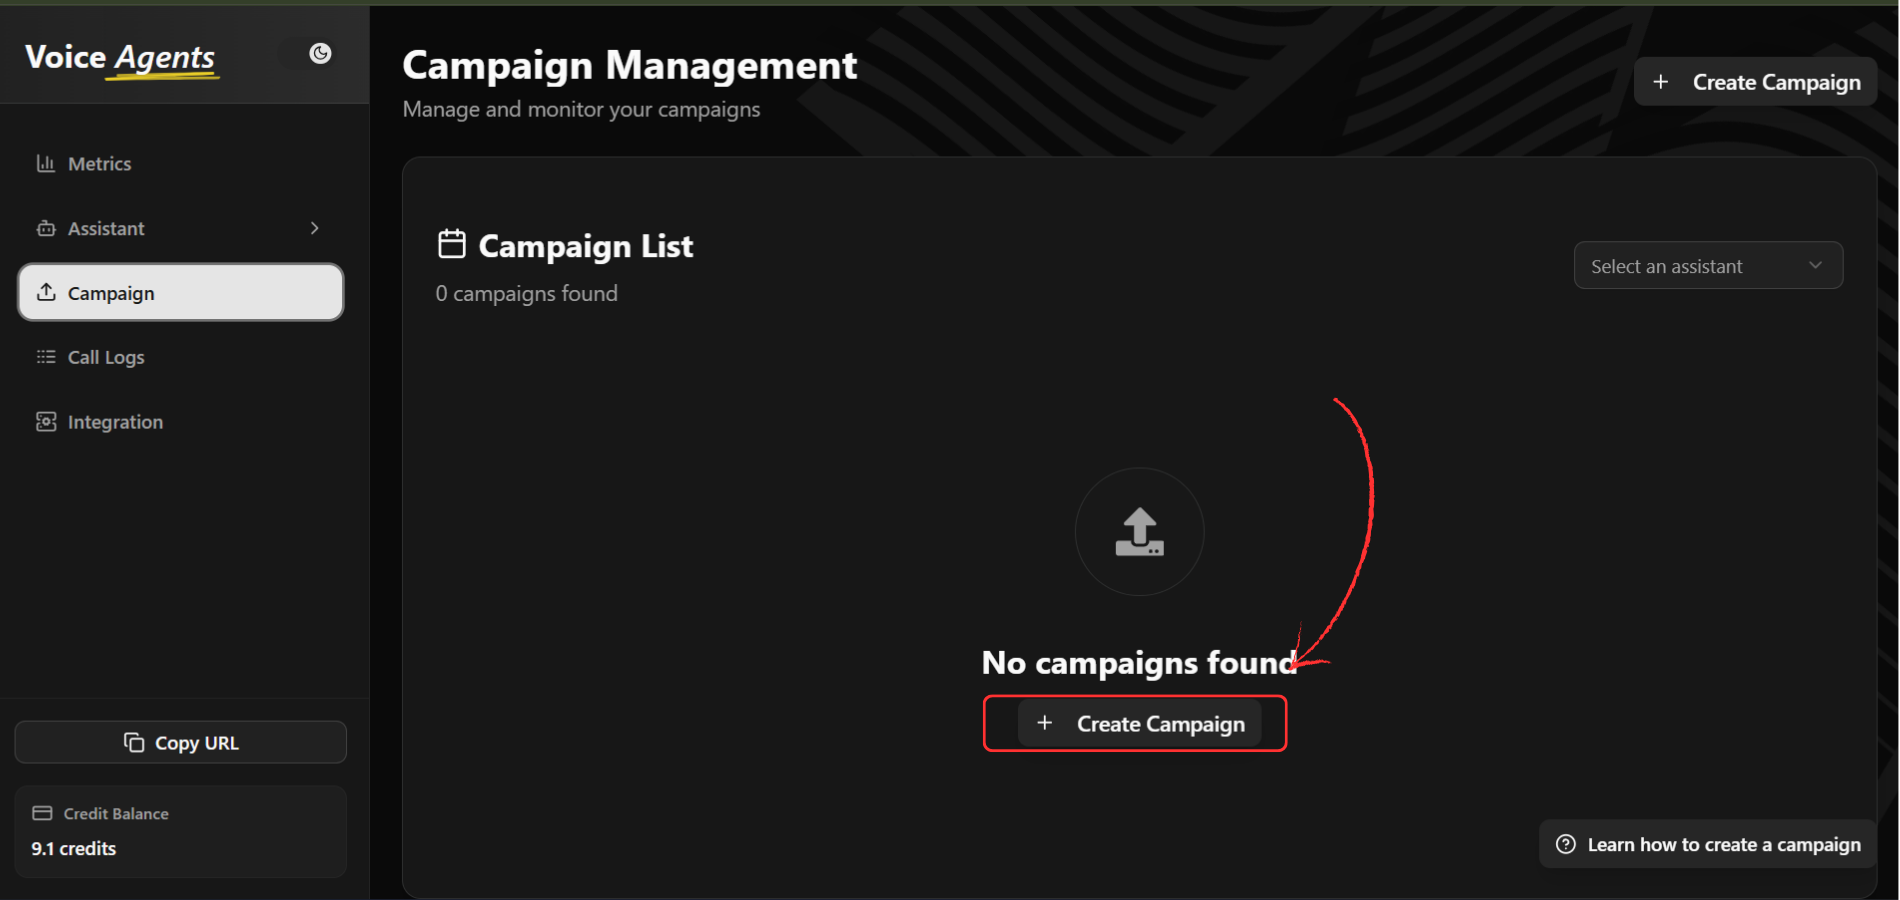 Voice Agents
Metrics
Assistant
Campaign
Call Logs
Integration
Copy URL
Credit Balance
9.1 credits
Campaign Management
Manage and monitor your campaigns
+ Create Campaign
Campaign List
0 campaigns found
Select an assistant
No campaigns found
+ Create Campaign
Learn how to create a campaign